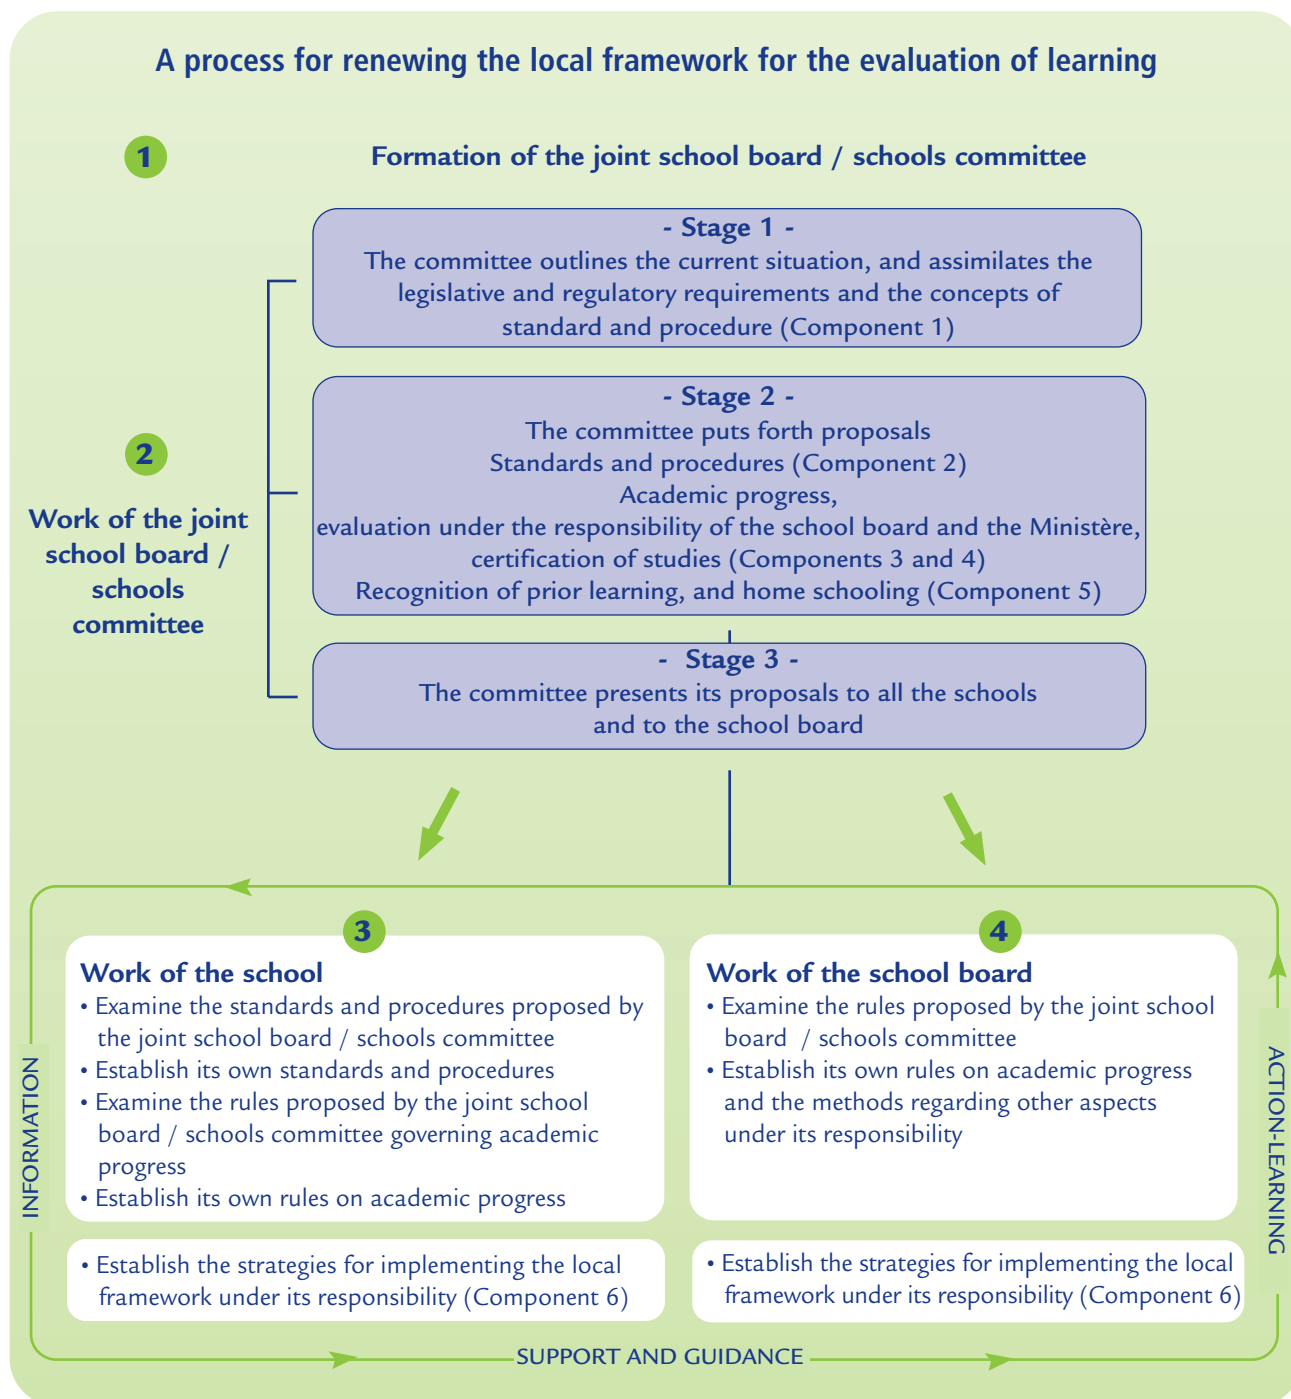 A process for renewing the local framework for the evaluation of learning
1
Formation of the joint school board / schools committee
- Stage 1 -
The committee outlines the current situation, and assimilates the
legislative and regulatory requirements and the concepts of
standard and procedure (Component 1)
2
Work of the joint
school board /
schools
committee
- Stage 2 -
The committee puts forth proposals
Standards and procedures (Component 2)
Academic progress,
evaluation under the responsibility of the school board and the Ministère,
certification of studies (Components 3 and 4)
Recognition of prior learning, and home schooling (Component 5)
- Stage 3 -
The committee presents its proposals to all the schools
and to the school board
3
Work of the school
• Examine the standards and procedures proposed by
the joint school board / schools committee
• Establish its own standards and procedures
• Examine the rules proposed by the joint school
board / schools committee governing academic
progress
• Establish its own rules on academic progress
• Establish the strategies for implementing the local
framework under its responsibility (Component 6)
4
Work of the school board
• Examine the rules proposed by the joint school
board / schools committee
• Establish its own rules on academic progress
and the methods regarding other aspects
under its responsibility
• Establish the strategies for implementing the local
framework under its responsibility (Component 6)
INFORMATION
ACTION-LEARNING
SUPPORT AND GUIDANCE